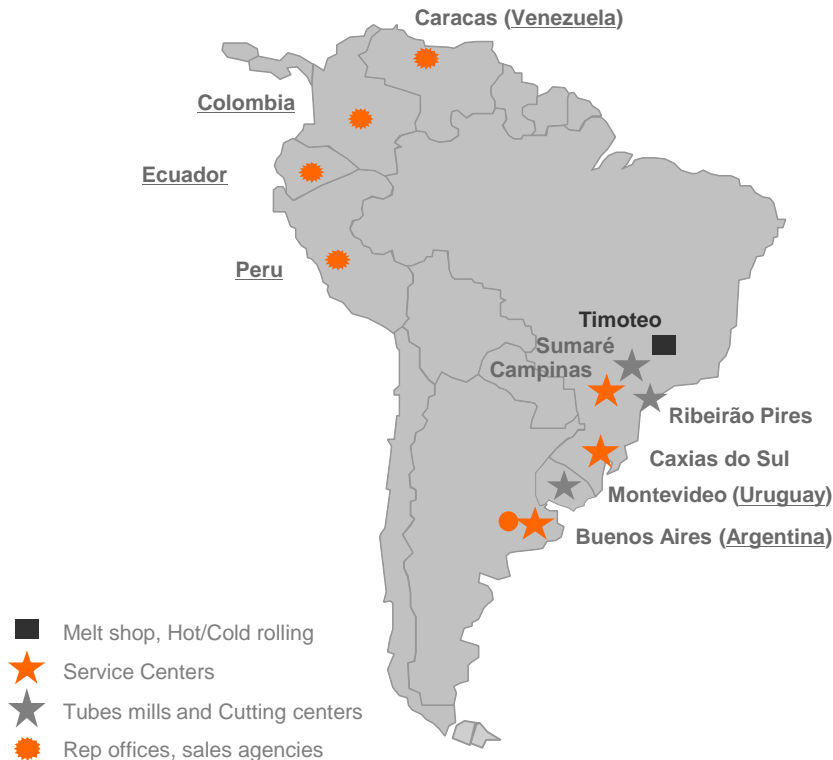 Caracas (Venezuela)
Colombia
Ecuador
Peru
Timoteo
Sumaré
Campinas
Ribeirão Pires
Caxias do Sul
Montevideo (Uruguay)
Buenos Aires (Argentina)
Melt shop, Hot/Cold rolling
Service Centers
Tubes mills and Cutting centers
Rep offices, sales agencies